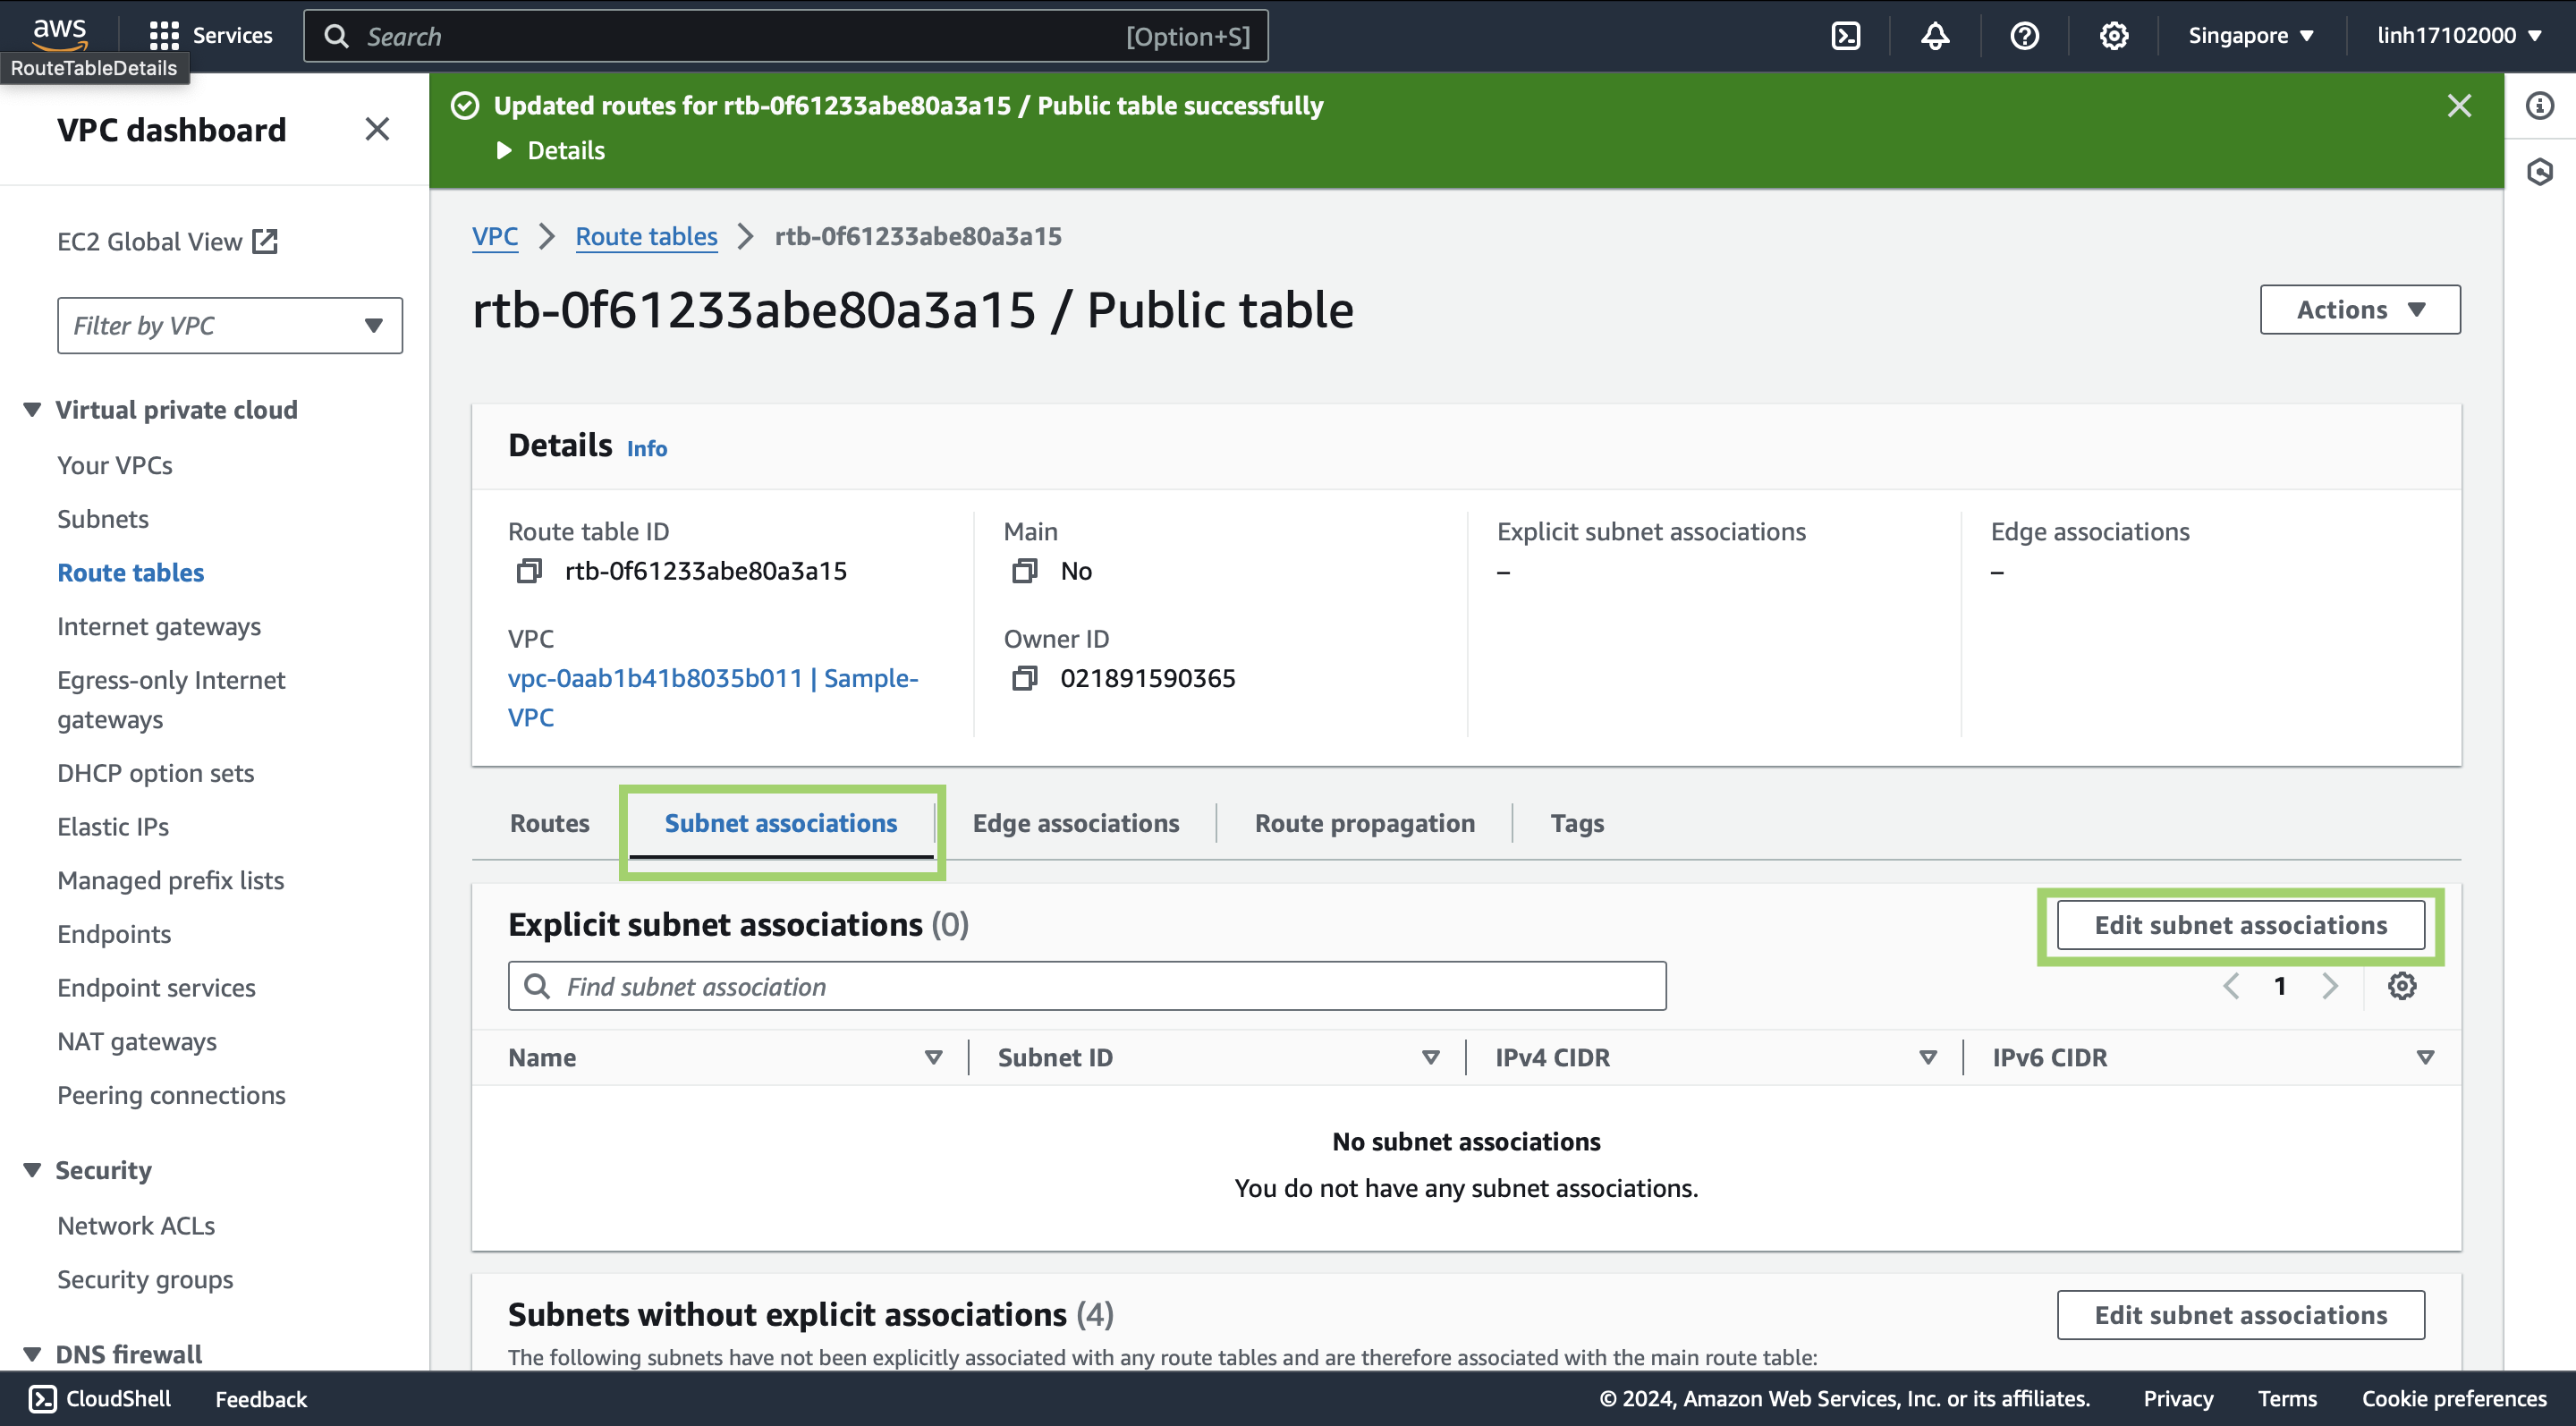 aws
Services
Search
[Option+S]
Singapore
linh17102000
RouteTableDetails
VPC dashboard
EC2 Global View
Filter by VPC
Virtual private cloud
Your VPCs
Subnets
Route tables
Internet gateways
Egress-only Internet
gateways
DHCP option sets
Elastic IPs
Managed prefix lists
Endpoints
Endpoint services
NAT gateways
Peering connections
Security
Network ACLs
Security groups
DNS firewall
Updated routes for rtb-0f61233abe80a3a15 / Public table successfully
Details
VPC
Route tables
rtb-0f61233abe80a3a15
rtb-0f61233abe80a3a15 / Public table
Actions
Details Info
Route table ID
rtb-0f61233abe80a3a15
Main
No
Explicit subnet associations
–
Edge associations
–
VPC
vpc-0aab1b41b8035b011 | Sample-
VPC
Owner ID
021891590365
Routes
Subnet associations
Edge associations
Route propagation
Tags
Explicit subnet associations (0)
Edit subnet associations
Find subnet association
1
Name
Subnet ID
IPv4 CIDR
IPv6 CIDR
No subnet associations
You do not have any subnet associations.
Subnets without explicit associations (4)
Edit subnet associations
The following subnets have not been explicitly associated with any route tables and are therefore associated with the main route table:
CloudShell
Feedback
© 2024, Amazon Web Services, Inc. or its affiliates.
Privacy
Terms
Cookie preferences